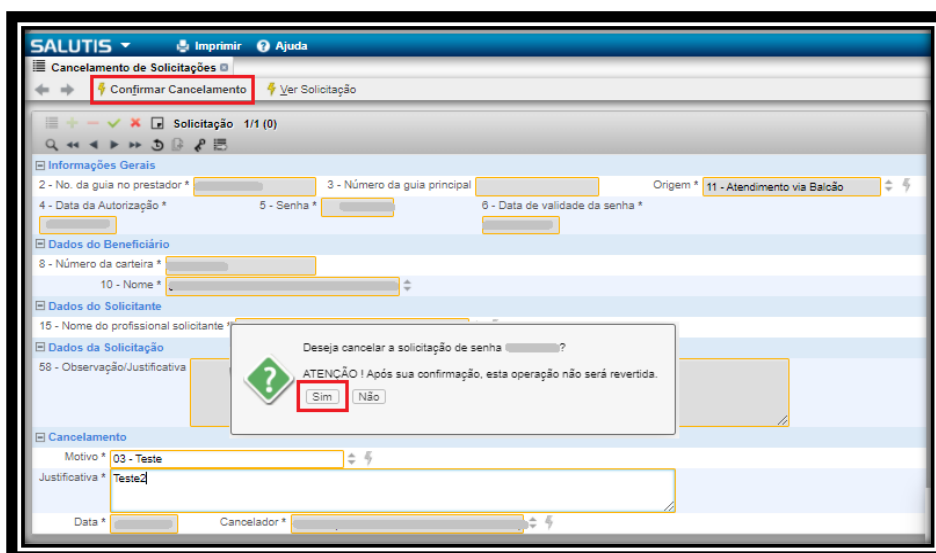 SALUTIS Imprimir Ajuda
Cancelamento de Solicitações
Confirmar Cancelamento Ver Solicitação
Solicitação 1/1 (0)
Informações Gerais
2 - No. da guia no prestador * 3 - Número da guia principal Origem * 11 - Atendimento via Balcão
4 - Data da Autorização * 5 - Senha * 6 - Data de validade da senha *
Dados do Beneficiário
8 - Número da carteira *
10 - Nome *
Dados do Solicitante
15 - Nome do profissional solicitante *
Dados da Solicitação
58 - Observação/Justificativa
Deseja cancelar a solicitação de senha ?
ATENÇÃO ! Após sua confirmação, esta operação não será revertida.
Sim Não
Cancelamento
Motivo * 03 - Teste
Justificativa * Teste2
Data * Cancelador *